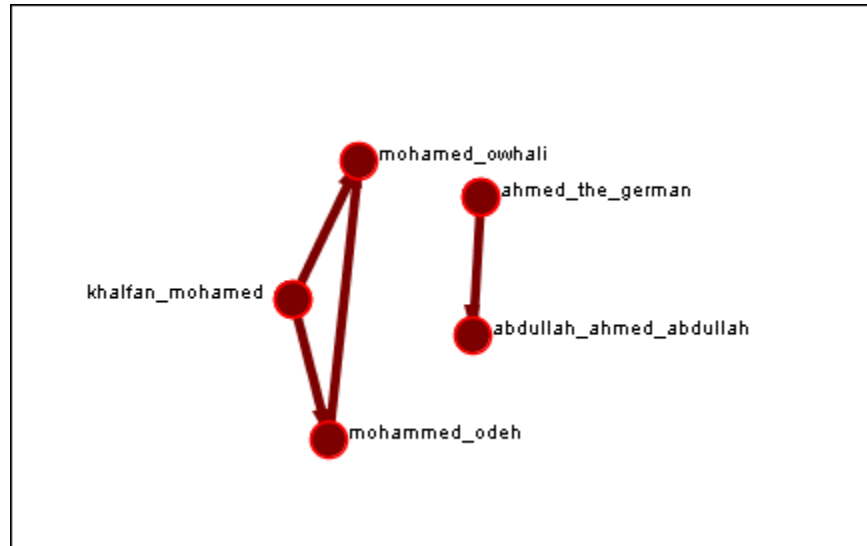 mohamed_owhali
ahmed_the_german
khalfan_mohamed
abdullah_ahmed_abdullah
mohammed_odeh